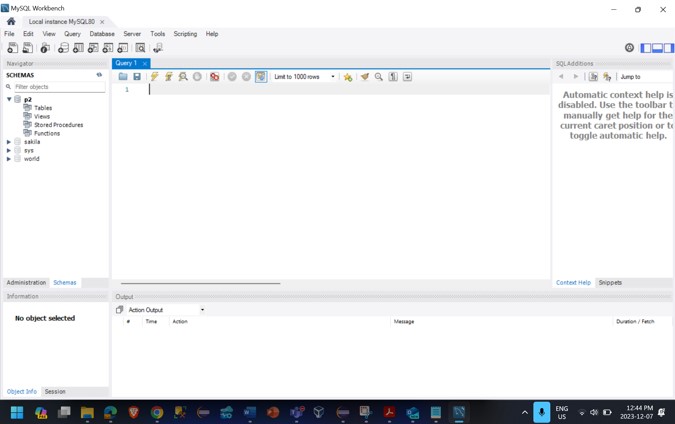 MySQL Workbench
Local instance MySQL80
File Edit View Query Database Server Tools Scripting Help
Navigator
SCHEMAS
Filter objects
p2
Tables
Views
Stored Procedures
Functions
sakila
sys
world
Administration Schemas
Information
No object selected
Object Info Session
Query 1
Limit to 1000 rows
1
Output
Action Output
# Time Action Message Duration / Fetch
SQLAdditions
Jump to
Automatic context help is
disabled. Use the toolbar t
manually get help for the
current caret position or to
toggle automatic help.
Context Help Snippets
ENG
US
12:44 PM
2023-12-07